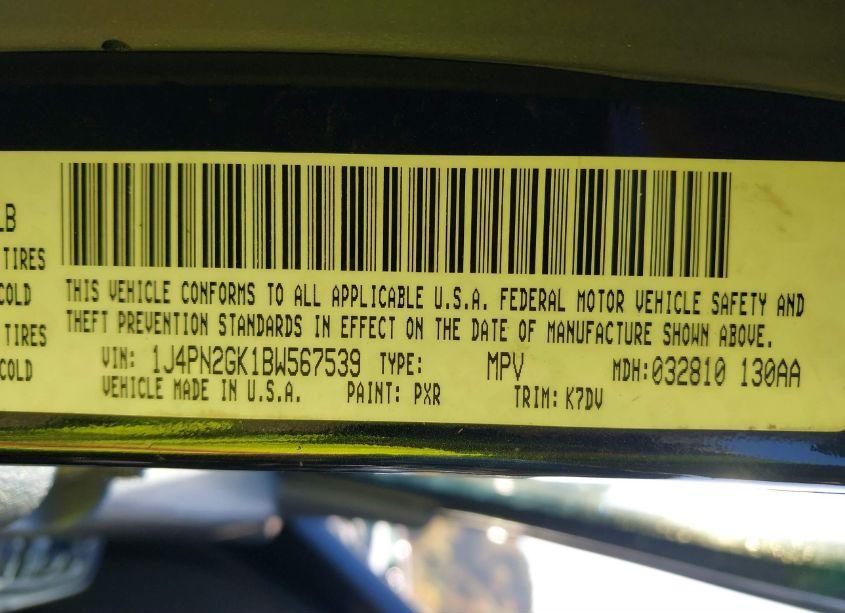 LB
TIRES
COLD
TIRES
COLD
THIS VEHICLE CONFORMS TO ALL APPLICABLE U.S.A. FEDERAL MOTOR VEHICLE SAFETY AND
THEFT PREVENTION STANDARDS IN EFFECT ON THE DATE OF MANUFACTURE SHOWN ABOVE.
VIN: 1J4PN2GK1BW567539 TYPE: MPV MDH:032810 130AA
VEHICLE MADE IN U.S.A. PAINT: PXR TRIM: K7DV